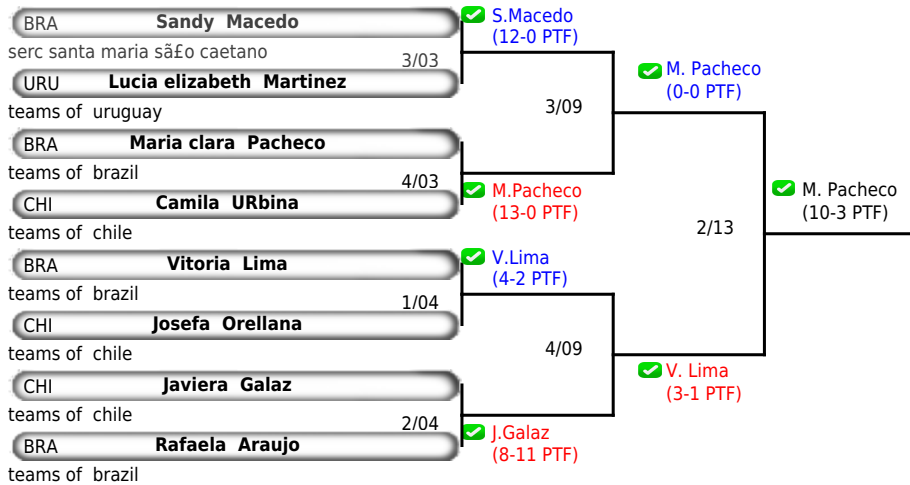 BRA Sandy Macedo
serc santa maria sã£o caetano
3/03
URU Lucia elizabeth Martinez
teams of uruguay
BRA Maria clara Pacheco
teams of brazil
4/03
CHI Camila URbina
teams of chile
BRA Vitoria Lima
teams of brazil
1/04
CHI Josefa Orellana
teams of chile
CHI Javiera Galaz
teams of chile
2/04
BRA Rafaela Araujo
teams of brazil
S.Macedo
(12-0 PTF)
3/09
M.Pacheco
(13-0 PTF)
V.Lima
(4-2 PTF)
4/09
J.Galaz
(8-11 PTF)
M. Pacheco
(0-0 PTF)
2/13
V. Lima
(3-1 PTF)
M. Pacheco
(10-3 PTF)